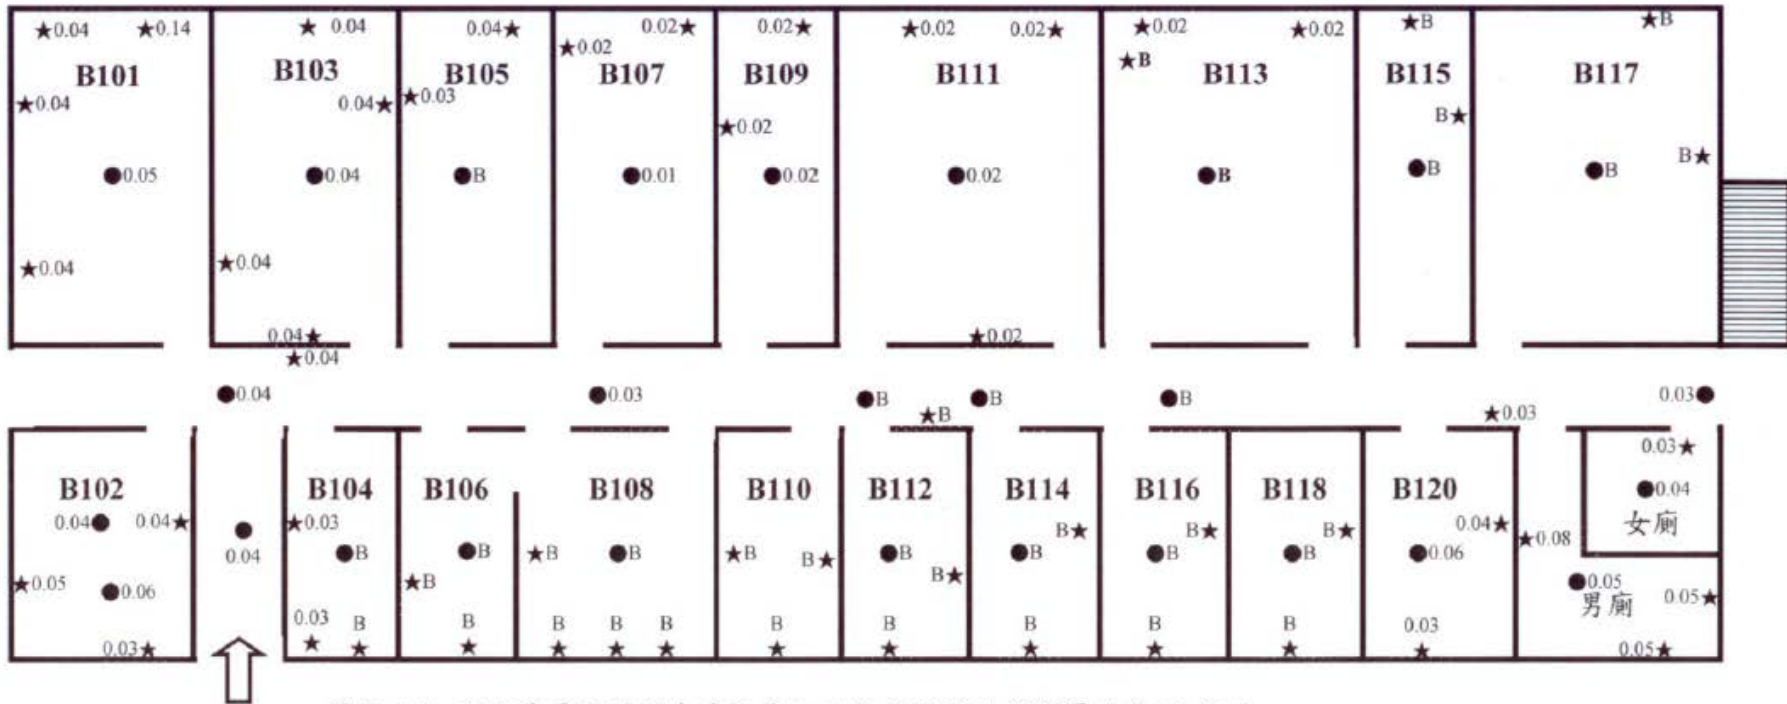 ★0.04 ★0.14 ★ 0.04 0.04★ 0.02★ 0.02★ ★0.02 0.02★ ★0.02 ★0.02 ★B ★B
★0.02 ★B
B101 B103 B105 B107 B109 B111 B113 B115 B117
★0.04 0.04★ ★0.03 ★0.02 B★ B★
●0.05 ●0.04 ●B ●0.01 ●0.02 ●0.02 ●B ●B ●B
★0.04 ★0.04
0.04★ ★0.02
★0.04
●0.04 ●0.03 ●B ★B ●B ●B ★0.03 0.03●
0.03★
B102 B104 B106 B108 B110 B112 B114 B116 B118 B120 ●0.04
女廁
0.04● 0.04★ ●0.04 ★0.03 B★ B★ B★ 0.04★ ★0.08
●B ●B ★B ●B ★B B★ ●B ●B ●B ●B ●0.06
★0.05 ●0.06 ★B B★ ●0.05
男廁 0.05★
0.03 B B B B B B B B B B 0.03
0.03★ ★ ★ ★ ★ ★ ★ ★ ★ ★ ★ ★ ★ 0.05★